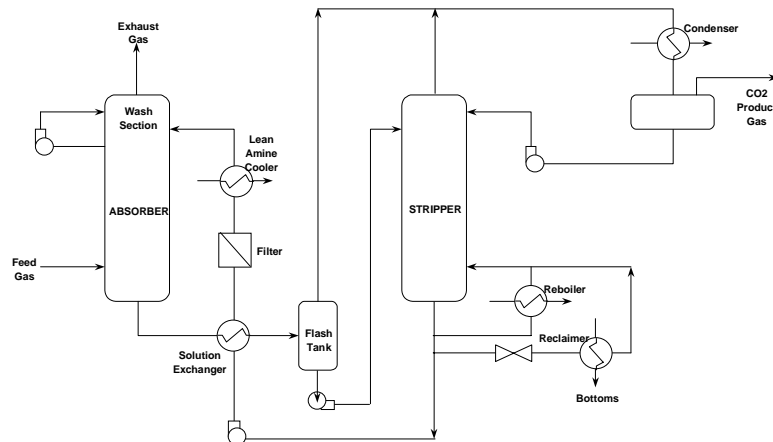 Exhaust
Gas
Condenser
Wash
Section
CO2
Produc
Gas
Lean
Amine
Cooler
ABSORBER
STRIPPER
Filter
Feed
Gas
Reboiler
Flash
Tank
Reclaimer
Solution
Exchanger
Bottoms